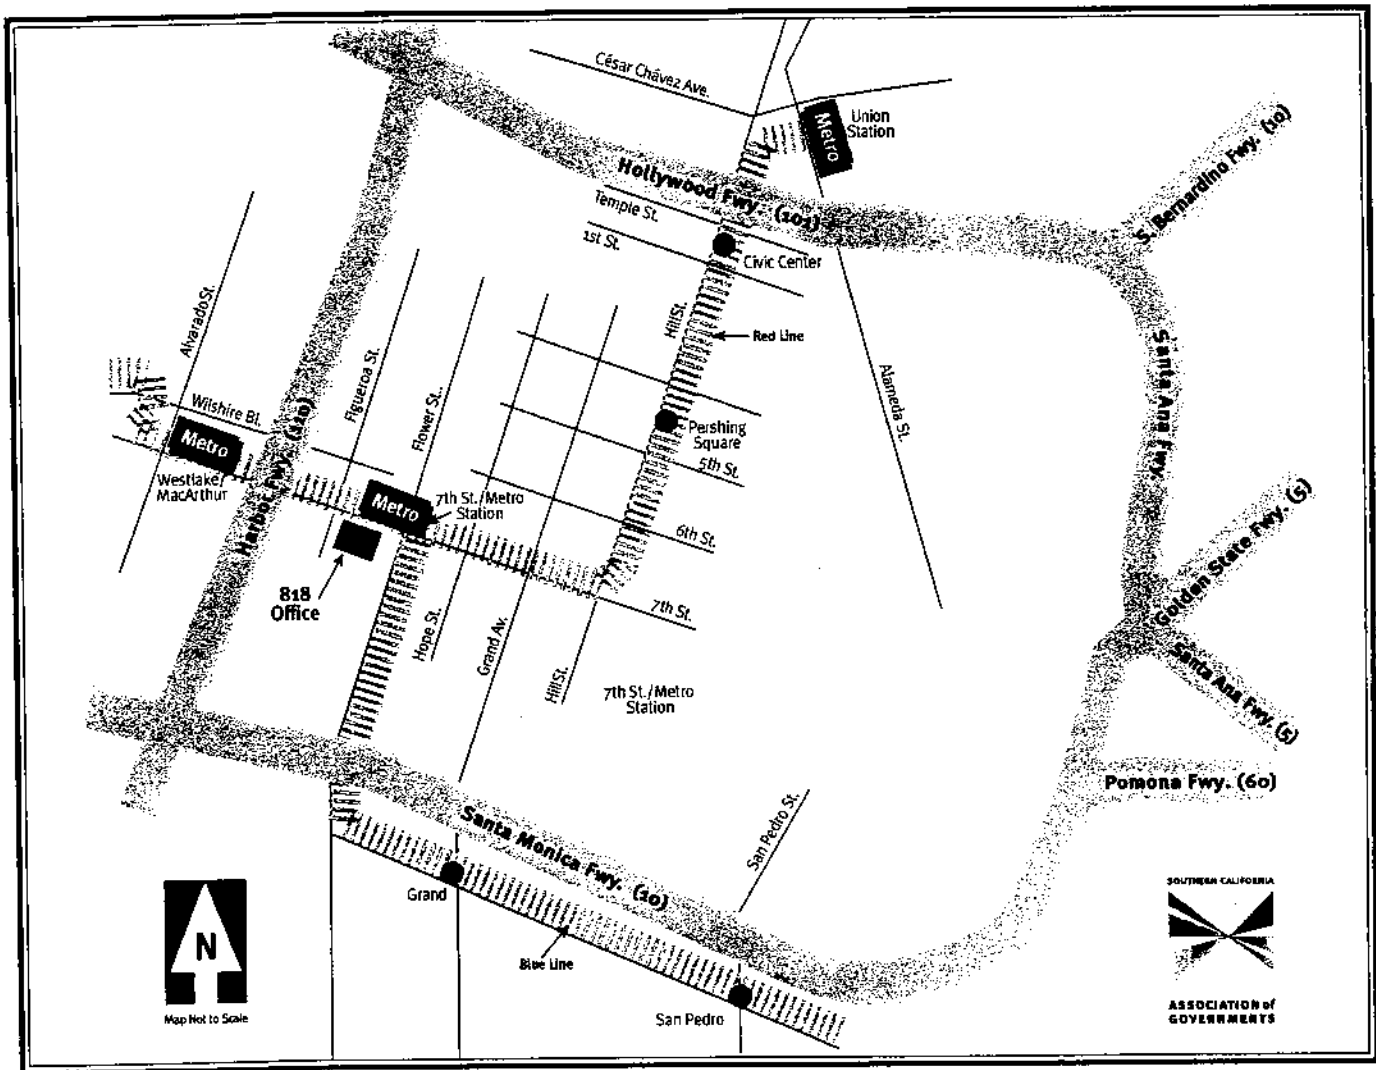 César Chávez Ave.
Metro
Union
Station
S. Bernardino Fwy. (10)
Hollywood Fwy. (101)
Temple St.
1st St.
Civic Center
Alvarado St.
Hill St.
Red Line
Santa Ana Fwy.
Figueroa St.
Alameda St.
Flower St.
Wilshire Bl.
Harbor Fwy. (110)
Metro
Westlake/
MacArthur
Pershing
Square
5th St.
Metro
7th St./Metro
Station
6th St.
Golden State Fwy. (5)
818
Office
7th St.
Hope St.
Grand Av.
Hill St.
7th St./Metro
Station
Santa Ana Fwy. (5)
Pomona Fwy. (60)
San Pedro St.
Santa Monica Fwy. (10)
Grand
Blue Line
San Pedro
N
Map Not to Scale
SOUTHERN CALIFORNIA
ASSOCIATION of
GOVERNMENTS